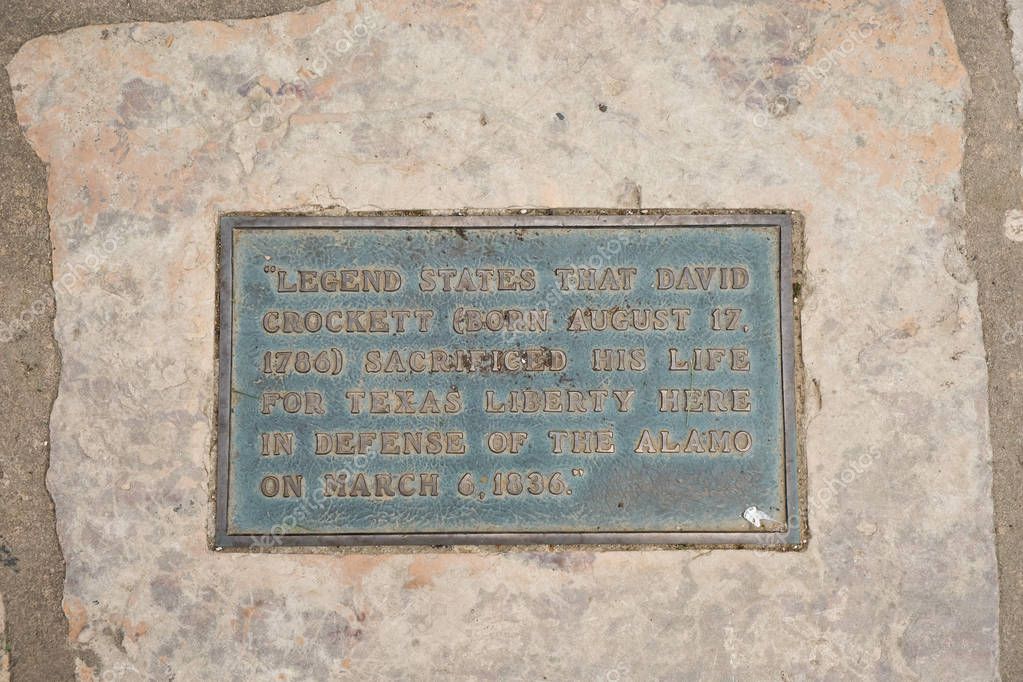 “LEGEND STATES THAT DAVID
CROCKETT (BORN AUGUST 17,
1786) SACRIFICED HIS LIFE
FOR TEXAS LIBERTY HERE
IN DEFENSE OF THE ALAMO
ON MARCH 6, 1836.”
depositphotos